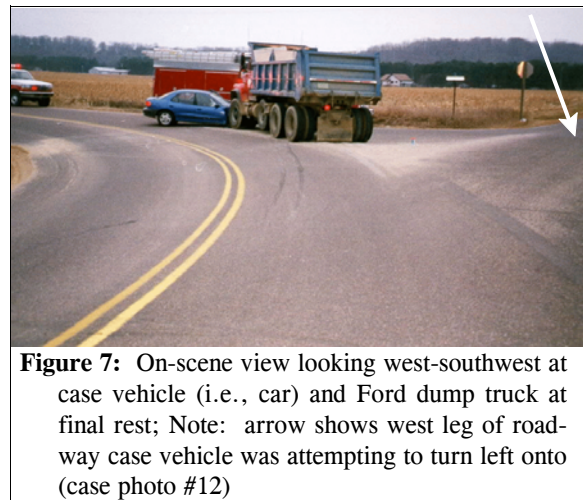 Figure 7: On-scene view looking west-southwest at
case vehicle (i.e., car) and Ford dump truck at
final rest; Note: arrow shows west leg of road-
way case vehicle was attempting to turn left onto
(case photo #12)